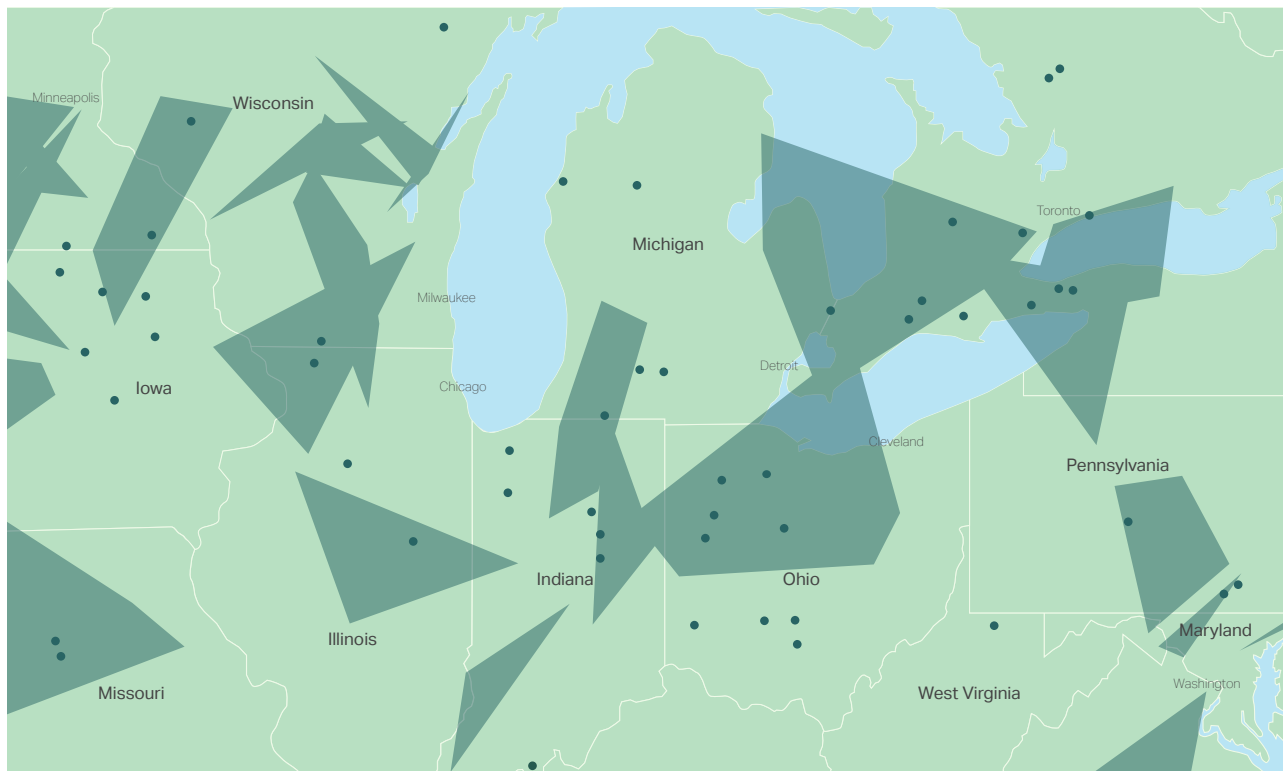 Minneapolis
Wisconsin
Toronto
Michigan
Milwaukee
Detroit
Iowa
Chicago
Cleveland
Pennsylvania
Indiana
Ohio
Illinois
Maryland
Missouri
West Virginia
Washington